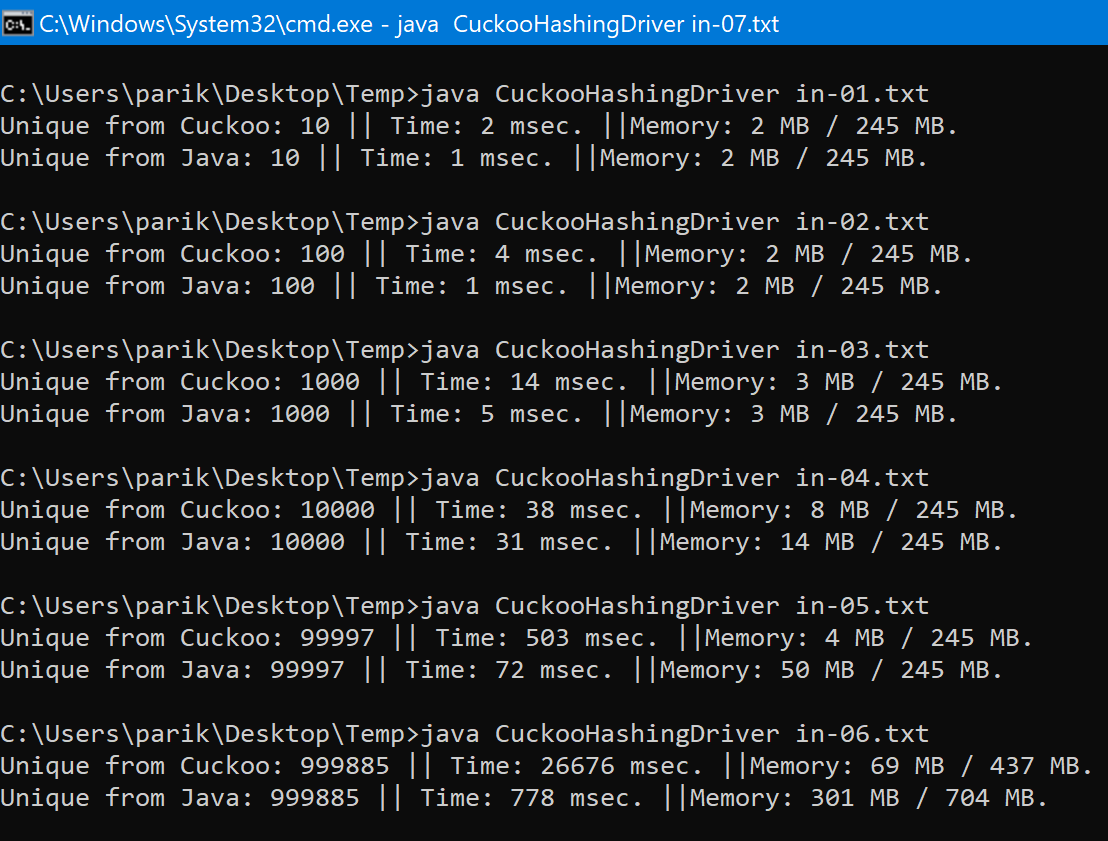 C:\Windows\System32\cmd.exe - java  CuckooHashingDriver in-07.txt
C:\Users\parik\Desktop\Temp>java CuckooHashingDriver in-01.txt
Unique from Cuckoo: 10 || Time: 2 msec. ||Memory: 2 MB / 245 MB.
Unique from Java: 10 || Time: 1 msec. ||Memory: 2 MB / 245 MB.
C:\Users\parik\Desktop\Temp>java CuckooHashingDriver in-02.txt
Unique from Cuckoo: 100 || Time: 4 msec. ||Memory: 2 MB / 245 MB.
Unique from Java: 100 || Time: 1 msec. ||Memory: 2 MB / 245 MB.
C:\Users\parik\Desktop\Temp>java CuckooHashingDriver in-03.txt
Unique from Cuckoo: 1000 || Time: 14 msec. ||Memory: 3 MB / 245 MB.
Unique from Java: 1000 || Time: 5 msec. ||Memory: 3 MB / 245 MB.
C:\Users\parik\Desktop\Temp>java CuckooHashingDriver in-04.txt
Unique from Cuckoo: 10000 || Time: 38 msec. ||Memory: 8 MB / 245 MB.
Unique from Java: 10000 || Time: 31 msec. ||Memory: 14 MB / 245 MB.
C:\Users\parik\Desktop\Temp>java CuckooHashingDriver in-05.txt
Unique from Cuckoo: 99997 || Time: 503 msec. ||Memory: 4 MB / 245 MB.
Unique from Java: 99997 || Time: 72 msec. ||Memory: 50 MB / 245 MB.
C:\Users\parik\Desktop\Temp>java CuckooHashingDriver in-06.txt
Unique from Cuckoo: 999885 || Time: 26676 msec. ||Memory: 69 MB / 437 MB.
Unique from Java: 999885 || Time: 778 msec. ||Memory: 301 MB / 704 MB.